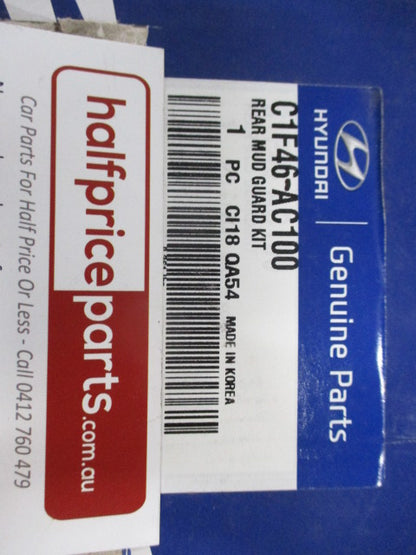 HYUNDAI | Genuine Parts
C1F46-AC100
REAR MUD GUARD KIT
1 PC CI18 QA54 MADE IN KOREA
halfpriceparts.com.au
Car Parts For Half Price Or Less - Call 0412 760 479